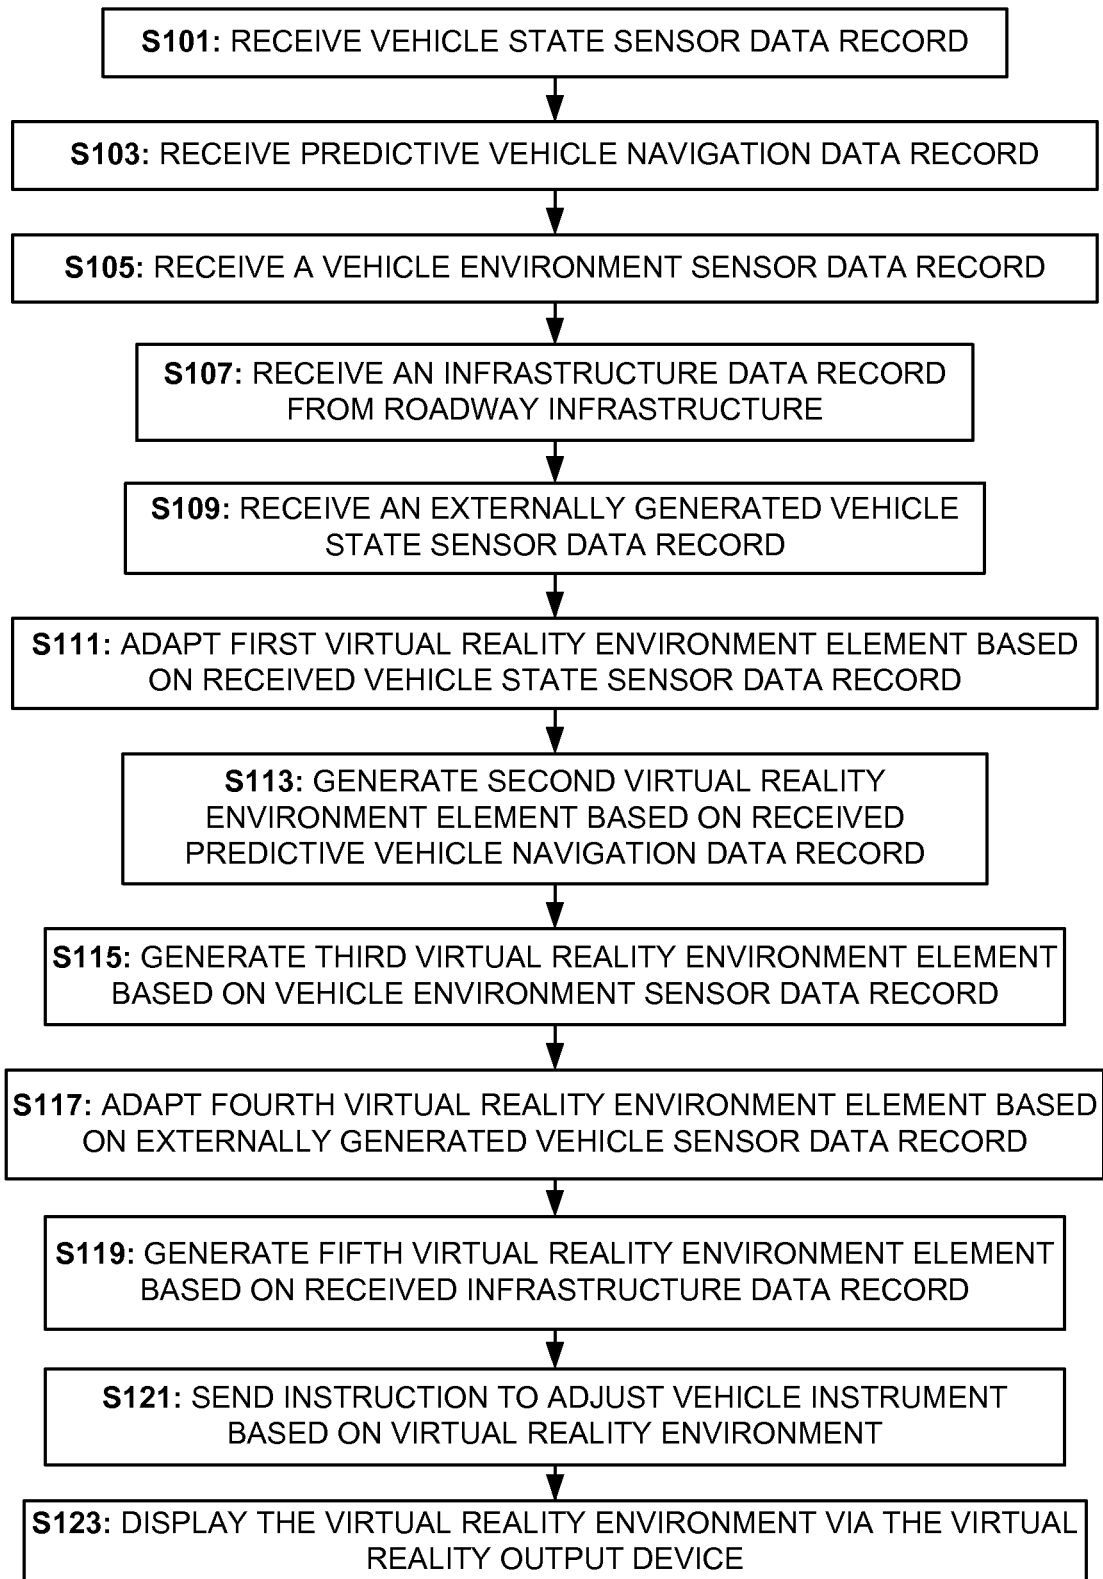 S101: RECEIVE VEHICLE STATE SENSOR DATA RECORD
S103: RECEIVE PREDICTIVE VEHICLE NAVIGATION DATA RECORD
S105: RECEIVE A VEHICLE ENVIRONMENT SENSOR DATA RECORD
S107: RECEIVE AN INFRASTRUCTURE DATA RECORD
FROM ROADWAY INFRASTRUCTURE
S109: RECEIVE AN EXTERNALLY GENERATED VEHICLE
STATE SENSOR DATA RECORD
S111: ADAPT FIRST VIRTUAL REALITY ENVIRONMENT ELEMENT BASED
ON RECEIVED VEHICLE STATE SENSOR DATA RECORD
S113: GENERATE SECOND VIRTUAL REALITY
ENVIRONMENT ELEMENT BASED ON RECEIVED
PREDICTIVE VEHICLE NAVIGATION DATA RECORD
S115: GENERATE THIRD VIRTUAL REALITY ENVIRONMENT ELEMENT
BASED ON VEHICLE ENVIRONMENT SENSOR DATA RECORD
S117: ADAPT FOURTH VIRTUAL REALITY ENVIRONMENT ELEMENT BASED
ON EXTERNALLY GENERATED VEHICLE SENSOR DATA RECORD
S119: GENERATE FIFTH VIRTUAL REALITY ENVIRONMENT ELEMENT
BASED ON RECEIVED INFRASTRUCTURE DATA RECORD
S121: SEND INSTRUCTION TO ADJUST VEHICLE INSTRUMENT
BASED ON VIRTUAL REALITY ENVIRONMENT
S123: DISPLAY THE VIRTUAL REALITY ENVIRONMENT VIA THE VIRTUAL
REALITY OUTPUT DEVICE